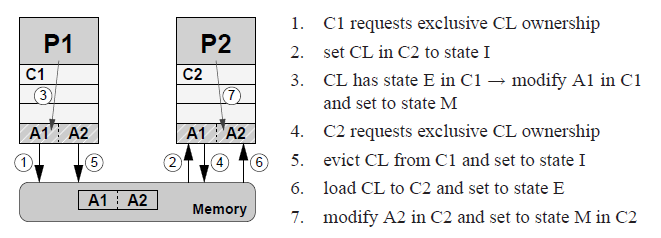 P1
P2
C1
C2
3
7
A1 A2
A1 A2
1
5
2
4
6
A1 A2
Memory
1. C1 requests exclusive CL ownership
2. set CL in C2 to state I
3. CL has state E in C1 → modify A1 in C1
and set to state M
4. C2 requests exclusive CL ownership
5. evict CL from C1 and set to state I
6. load CL to C2 and set to state E
7. modify A2 in C2 and set to state M in C2